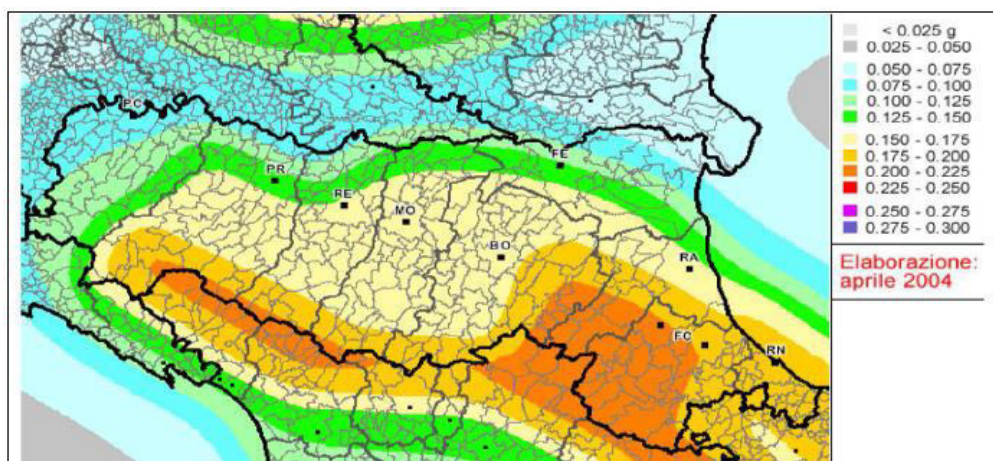 PC
PR
RE
MO
BO
FE
RA
FC
RN
< 0.025 g
0.025 - 0.050
0.050 - 0.075
0.075 - 0.100
0.100 - 0.125
0.125 - 0.150
0.150 - 0.175
0.175 - 0.200
0.200 - 0.225
0.225 - 0.250
0.250 - 0.275
0.275 - 0.300
Elaborazione:
aprile 2004